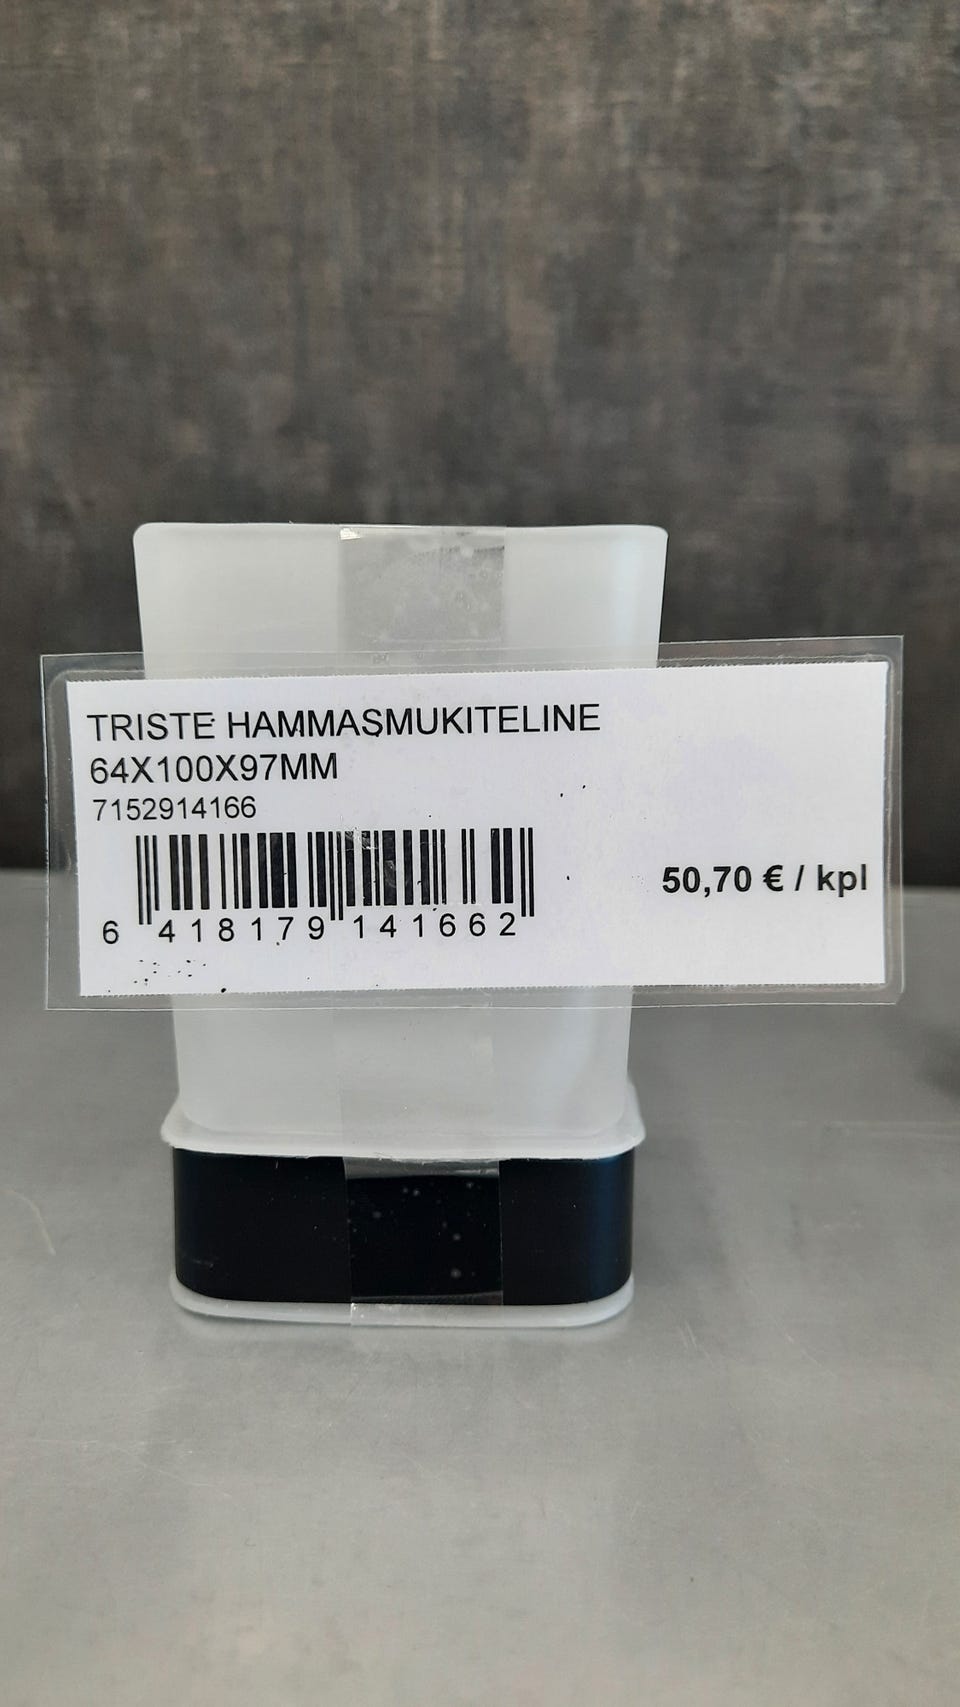 TRISTE HAMMASMUKITELINE
64X100X97MM
7152914166
50,70 € / kpl
6 418179 141662